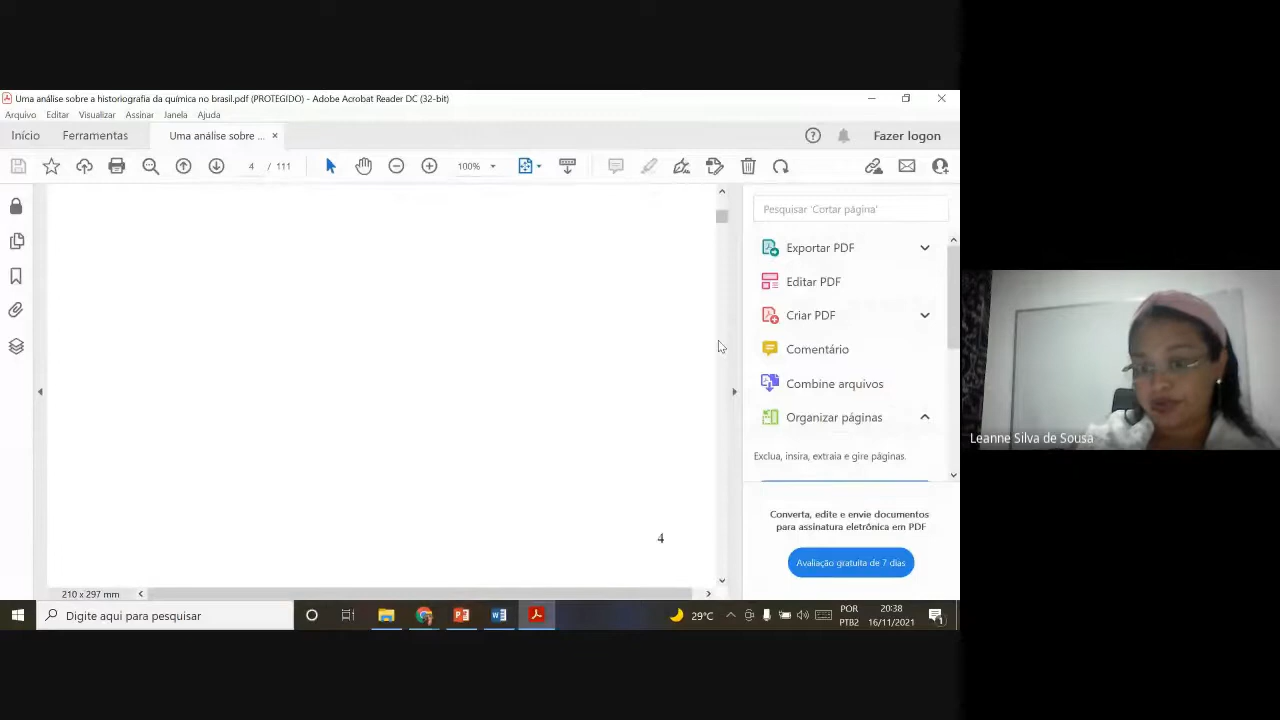 Uma análise sobre a historiografia da química no brasil.pdf (PROTEGIDO) - Adobe Acrobat Reader DC (32-bit)
Arquivo Editar Visualizar Assinar Janela Ajuda
Início Ferramentas Uma análise sobre ... × Fazer logon
4 / 111 100%
Pesquisar 'Cortar página'
Exportar PDF
Editar PDF
Criar PDF
Comentário
Combine arquivos
Organizar páginas
Exclua, insira, extraia e gire páginas.
Converta, edite e envie documentos
para assinatura eletrônica em PDF
Avaliação gratuita de 7 dias
4
210 x 297 mm
Digite aqui para pesquisar
29°C
POR
PTB2
20:38
16/11/2021
1
Leanne Silva de Sousa